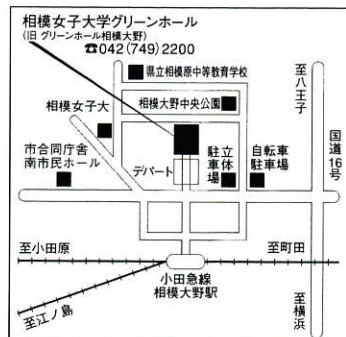 相模女子大学グリーンホール
(旧 グリーンホール相模大野)
☎042(749)2200
県立相模原中等教育学校
至八王子
相模大野中央公園
相模女子大
国道16号
市合同庁舎
南市民ホール
デパート
駐車場
立体
自転車
駐車場
至小田原
至町田
小田急線
相模大野駅
至江ノ島
至横浜